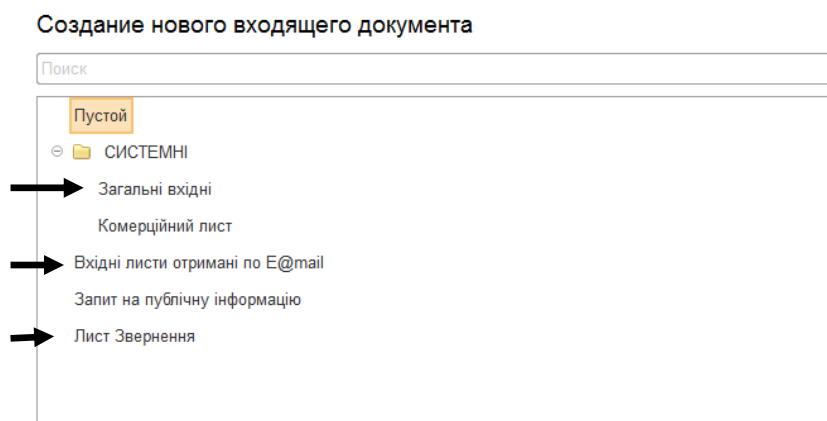 Создание нового входящего документа
Поиск
Пустой
СИСТЕМНІ
Загальні вхідні
Комерційний лист
Вхідні листи отримані по E@mail
Запит на публічну інформацію
Лист Звернення